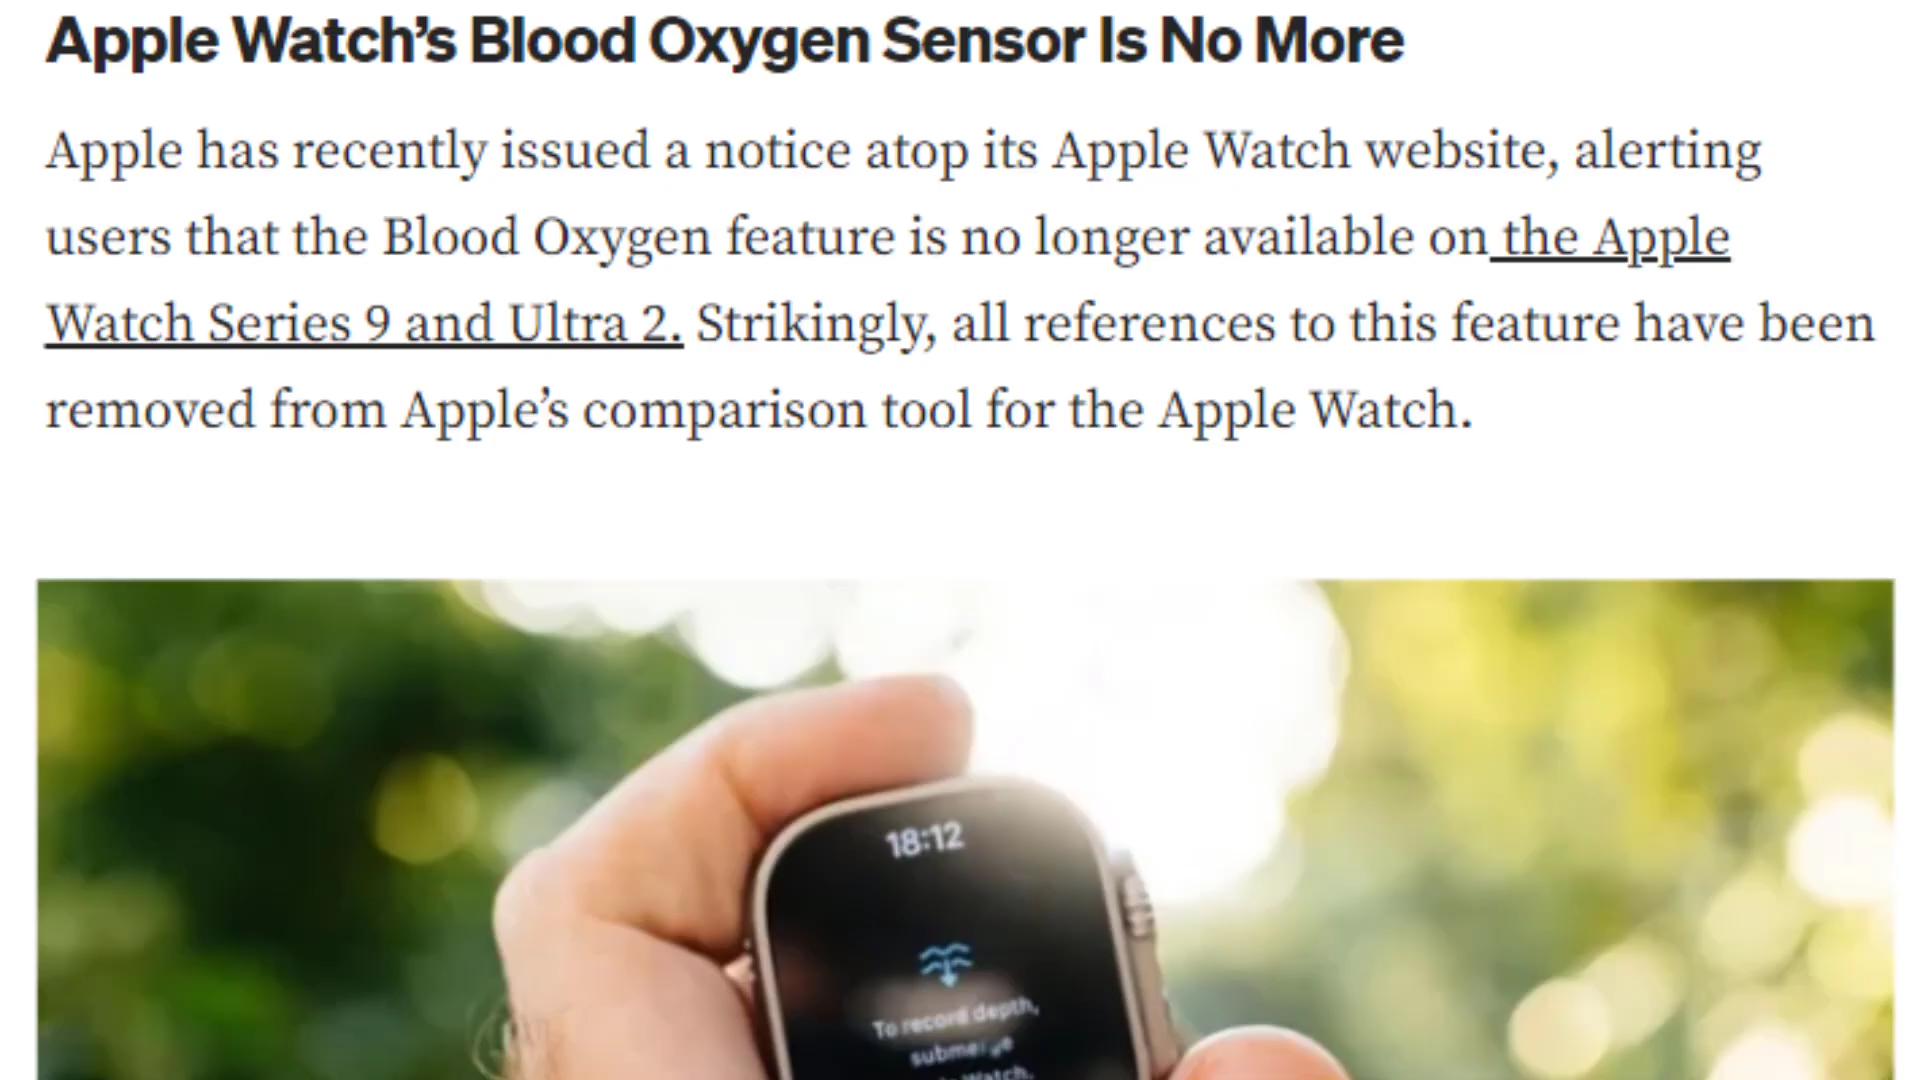 Apple Watch’s Blood Oxygen Sensor Is No More
Apple has recently issued a notice atop its Apple Watch website, alerting
users that the Blood Oxygen feature is no longer available on the Apple
Watch Series 9 and Ultra 2. Strikingly, all references to this feature have been
removed from Apple’s comparison tool for the Apple Watch.
18:12
To record depth,
submerge
Watch.